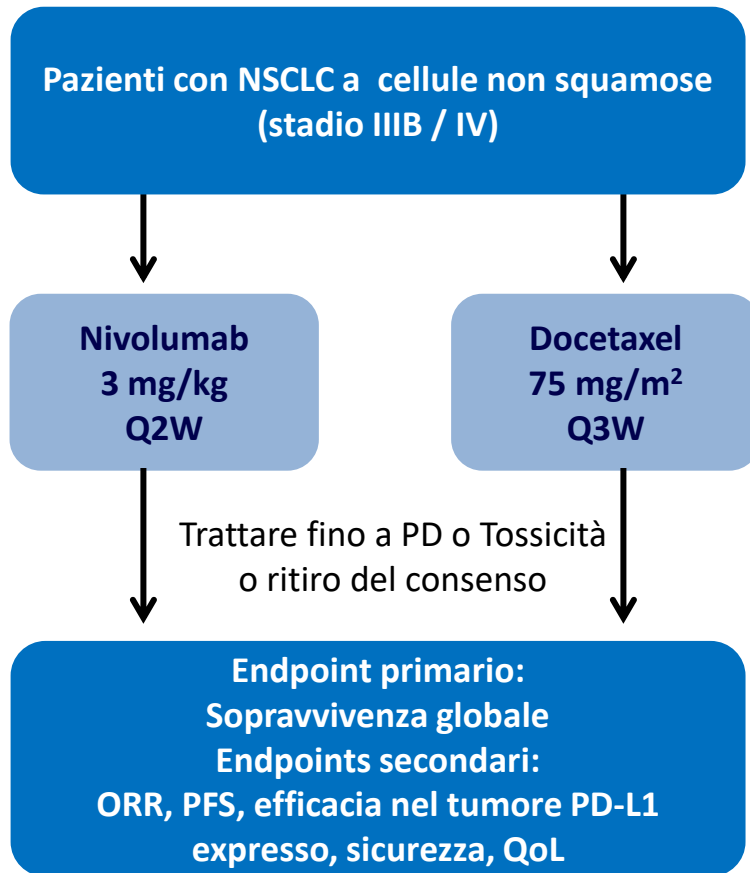 Pazienti con NSCLC a  cellule non squamose
(stadio IIIB / IV)
Nivolumab
3 mg/kg
Q2W
Docetaxel
75 mg/m²
Q3W
Trattare fino a PD o Tossicità
o ritiro del consenso
Endpoint primario:
Sopravvivenza globale
Endpoints secondari:
ORR, PFS, efficacia nel tumore PD-L1
expresso, sicurezza, QoL